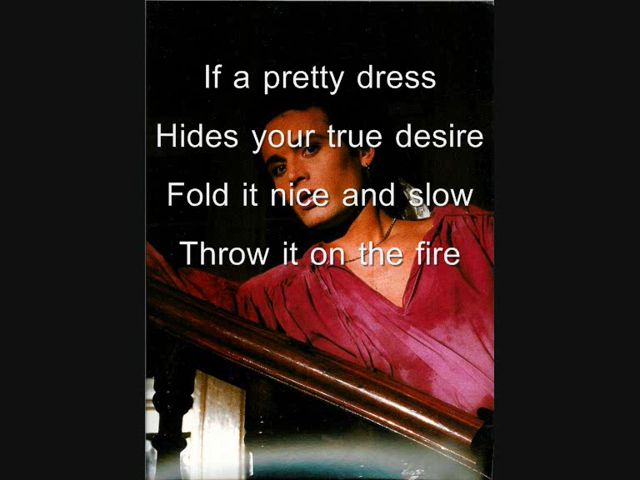 If a pretty dress
Hides your true desire
Fold it nice and slow
Throw it on the fire